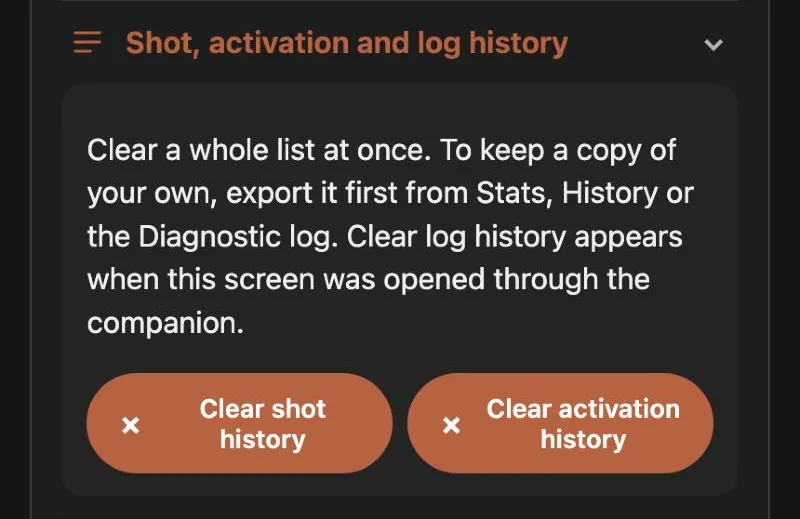 Shot, activation and log history
Clear a whole list at once. To keep a copy of
your own, export it first from Stats, History or
the Diagnostic log. Clear log history appears
when this screen was opened through the
companion.
Clear shot
history
Clear activation
history